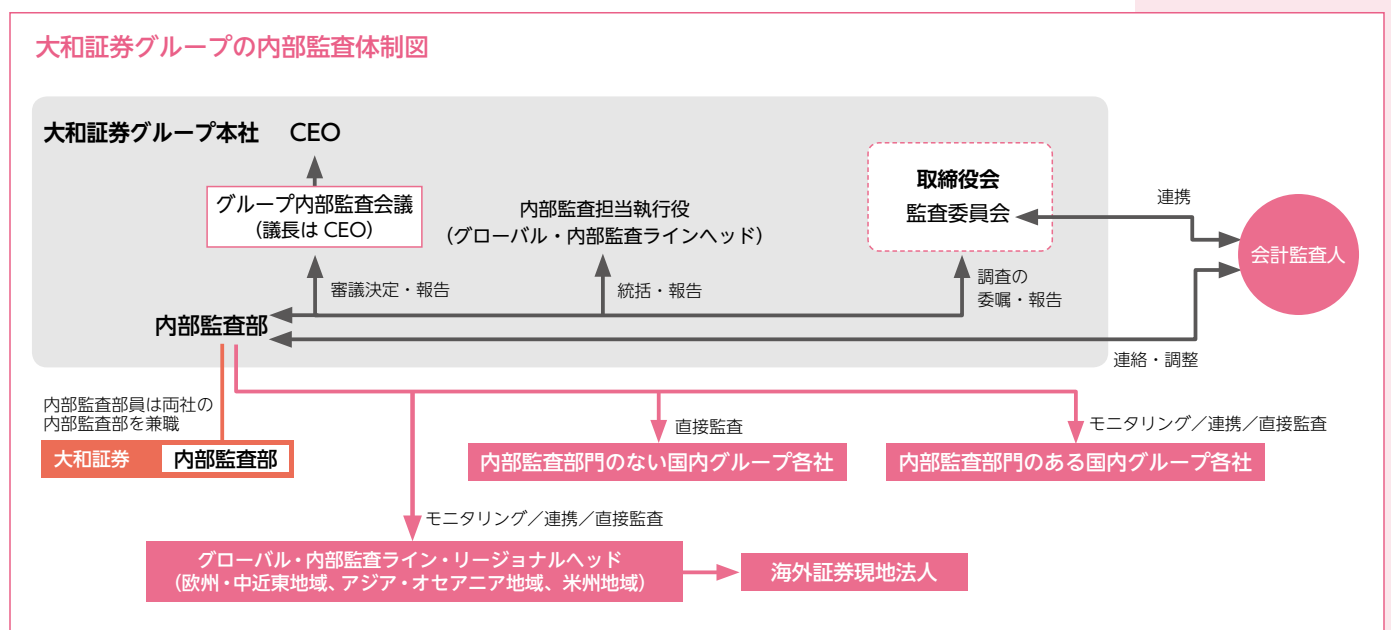 大和証券グループの内部監査体制図
大和証券グループ本社 CEO
グループ内部監査会議
（議長は CEO）
内部監査担当執行役
（グローバル・内部監査ラインヘッド）
取締役会
監査委員会
連携
会計監査人
審議決定・報告
統括・報告
調査の
委嘱・報告
内部監査部
連絡・調整
内部監査部員は両社の
内部監査部を兼職
大和証券 内部監査部
直接監査
内部監査部門のない国内グループ各社
モニタリング／連携／直接監査
内部監査部門のある国内グループ各社
モニタリング／連携／直接監査
グローバル・内部監査ライン・リージョナルヘッド
（欧州・中近東地域、アジア・オセアニア地域、米州地域）
海外証券現地法人